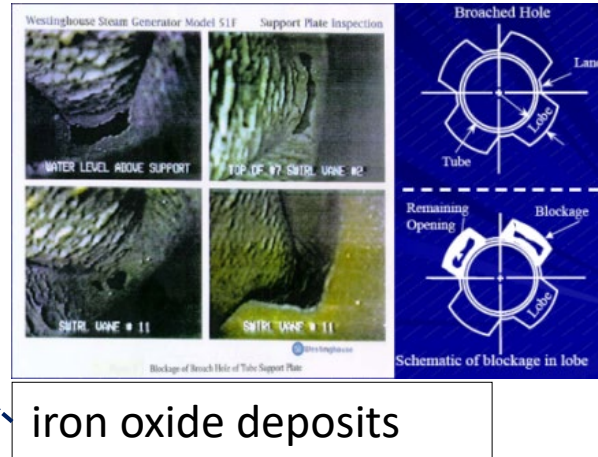 Westinghouse Steam Generator Model 51F Support Plate Inspection
WATER LEVEL ABOVE SUPPORT
TOP OF #7 SWIRL VANE #2
SWIRL VANE # 11
SWIRL VANE # 11
Westinghouse
Blockage of Broach Hole of Tube Support Plate
Broached Hole
Land
Lobe
Tube
Remaining
Opening
Blockage
Lobe
Schematic of blockage in lobe
iron oxide deposits